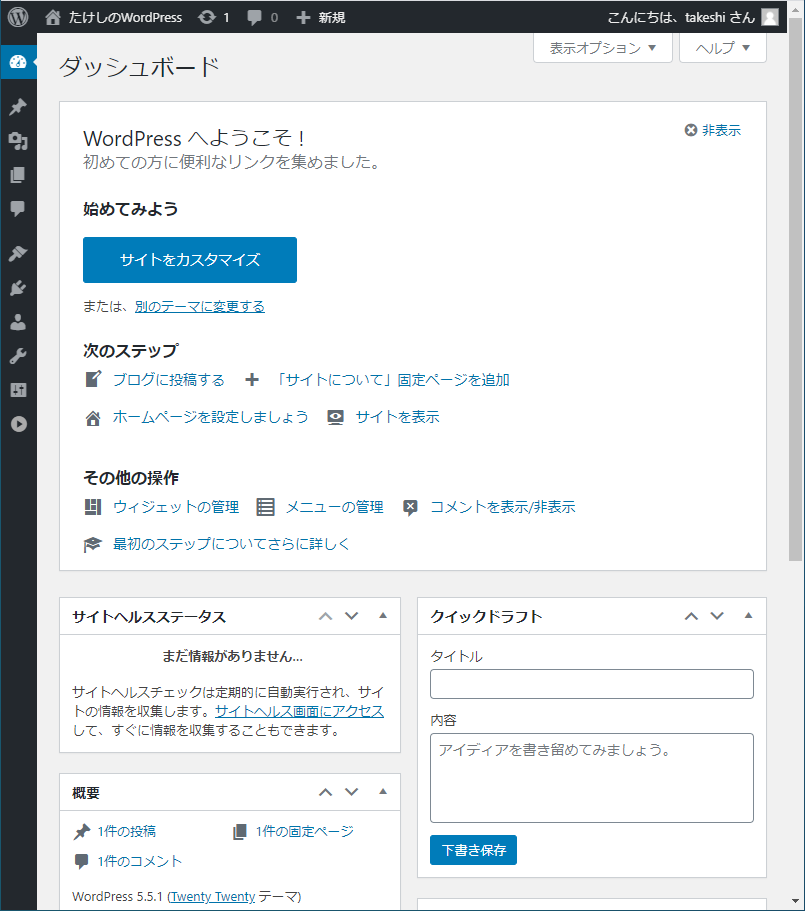 たけしのWordPress 1 0 新規 こんにちは、takeshi さん
表示オプション ▼ ヘルプ ▼
ダッシュボード
WordPress へようこそ !
非表示
初めての方に便利なリンクを集めました。
始めてみよう
サイトをカスタマイズ
または、別のテーマに変更する
次のステップ
ブログに投稿する 「サイトについて」固定ページを追加
ホームページを設定しましょう サイトを表示
その他の操作
ウィジェットの管理 メニューの管理 コメントを表示/非表示
最初のステップについてさらに詳しく
サイトヘルスステータス
まだ情報がありません…
サイトヘルスチェックは定期的に自動実行され、サイ
トの情報を収集します。サイトヘルス画面にアクセス
して、すぐに情報を収集することもできます。
概要
1件の投稿 1件の固定ページ
1件のコメント
WordPress 5.5.1 (Twenty Twenty テーマ)
クイックドラフト
タイトル
内容
アイディアを書き留めてみましょう。
下書き保存